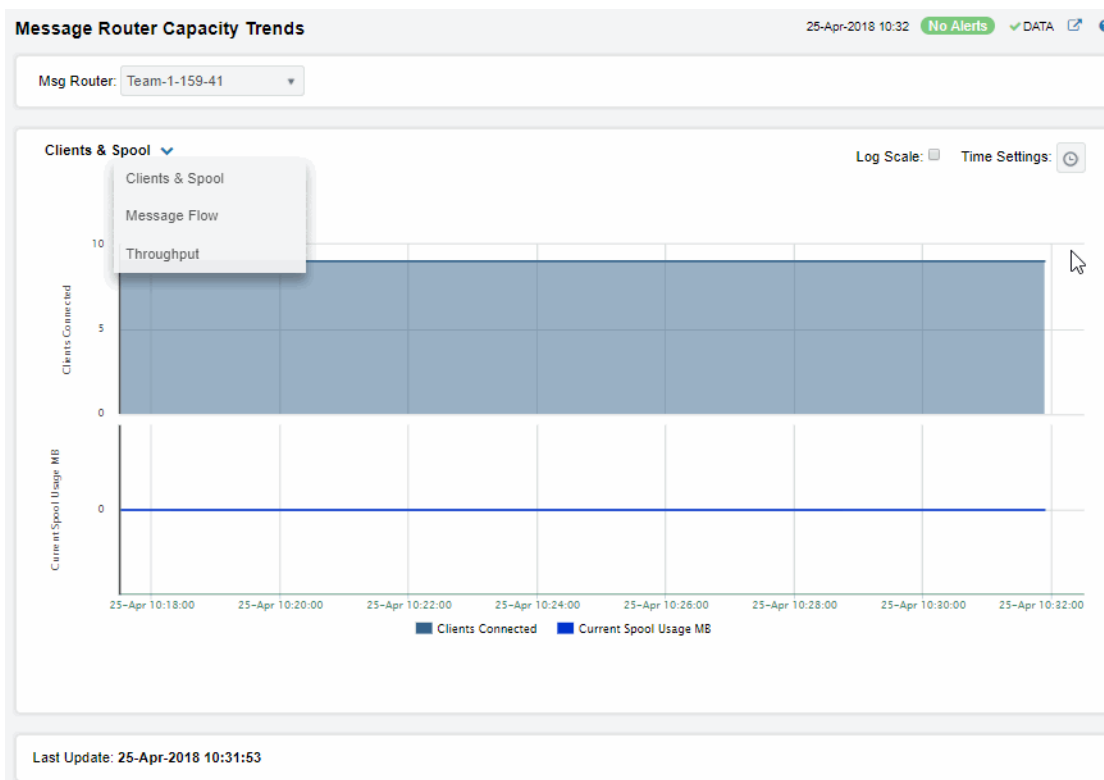 Message Router Capacity Trends
25-Apr-2018 10:32 No Alerts DATA
Msg Router: Team-1-159-41
Clients & Spool
Log Scale: Time Settings:
Clients & Spool
Message Flow
Throughput
10
5
0
Clients Connected
0
Current Spool Usage MB
25-Apr 10:18:00 25-Apr 10:20:00 25-Apr 10:22:00 25-Apr 10:24:00 25-Apr 10:26:00 25-Apr 10:28:00 25-Apr 10:30:00 25-Apr 10:32:00
Clients Connected Current Spool Usage MB
Last Update: 25-Apr-2018 10:31:53